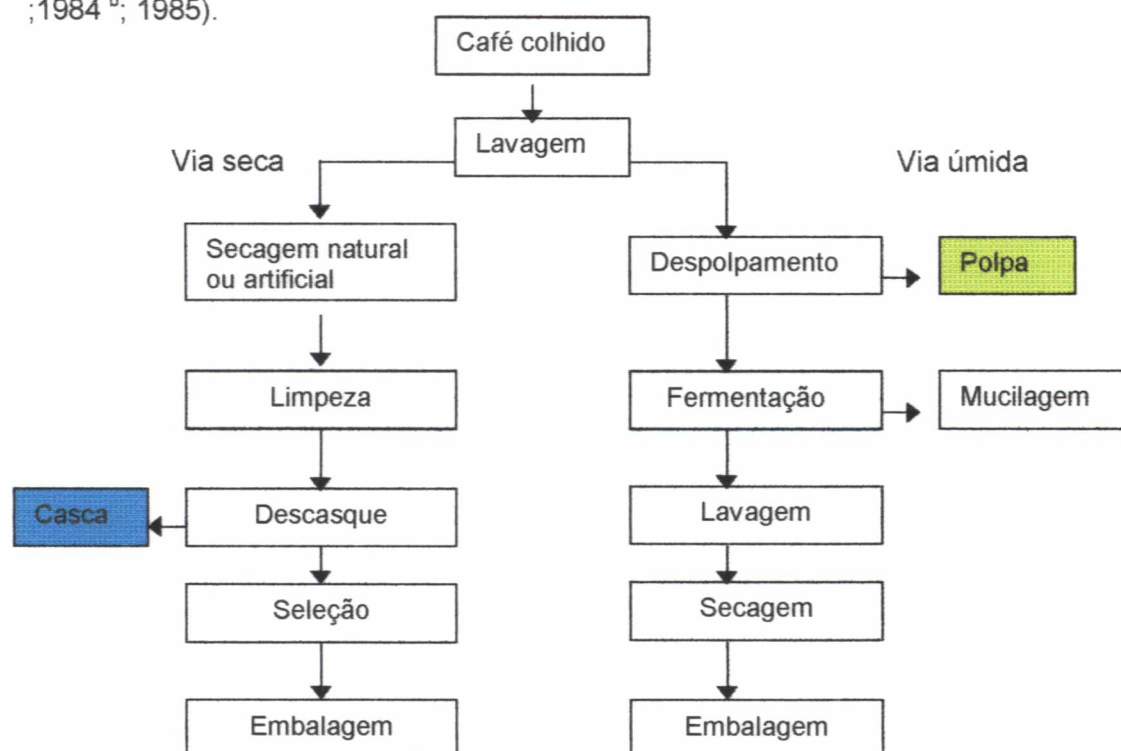 ;1984 b; 1985).
Café colhido
Lavagem
Via seca
Via úmida
Secagem natural
ou artificial
Despolpamento
Polpa
Limpeza
Fermentação
Mucilagem
Casca
Descasque
Lavagem
Seleção
Secagem
Embalagem
Embalagem